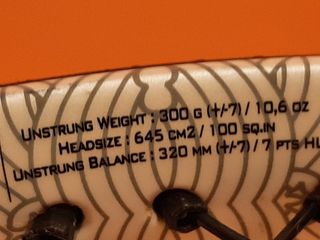 Unstrung Weight : 300 g (+/-7) / 10,6 oz
Headsize : 645 cm2 / 100 sq.in
Unstrung Balance : 320 mm (+/-7) / 7 pts HL